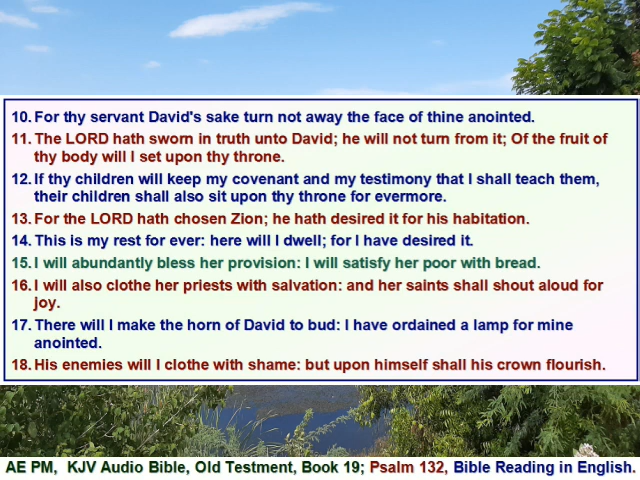 10. For thy servant David's sake turn not away the face of thine anointed.
11. The LORD hath sworn in truth unto David; he will not turn from it; Of the fruit of
thy body will I set upon thy throne.
12. If thy children will keep my covenant and my testimony that I shall teach them,
their children shall also sit upon thy throne for evermore.
13. For the LORD hath chosen Zion; he hath desired it for his habitation.
14. This is my rest for ever: here will I dwell; for I have desired it.
15. I will abundantly bless her provision: I will satisfy her poor with bread.
16. I will also clothe her priests with salvation: and her saints shall shout aloud for
joy.
17. There will I make the horn of David to bud: I have ordained a lamp for mine
anointed.
18. His enemies will I clothe with shame: but upon himself shall his crown flourish.
AE PM, KJV Audio Bible, Old Testment, Book 19; Psalm 132, Bible Reading in English.